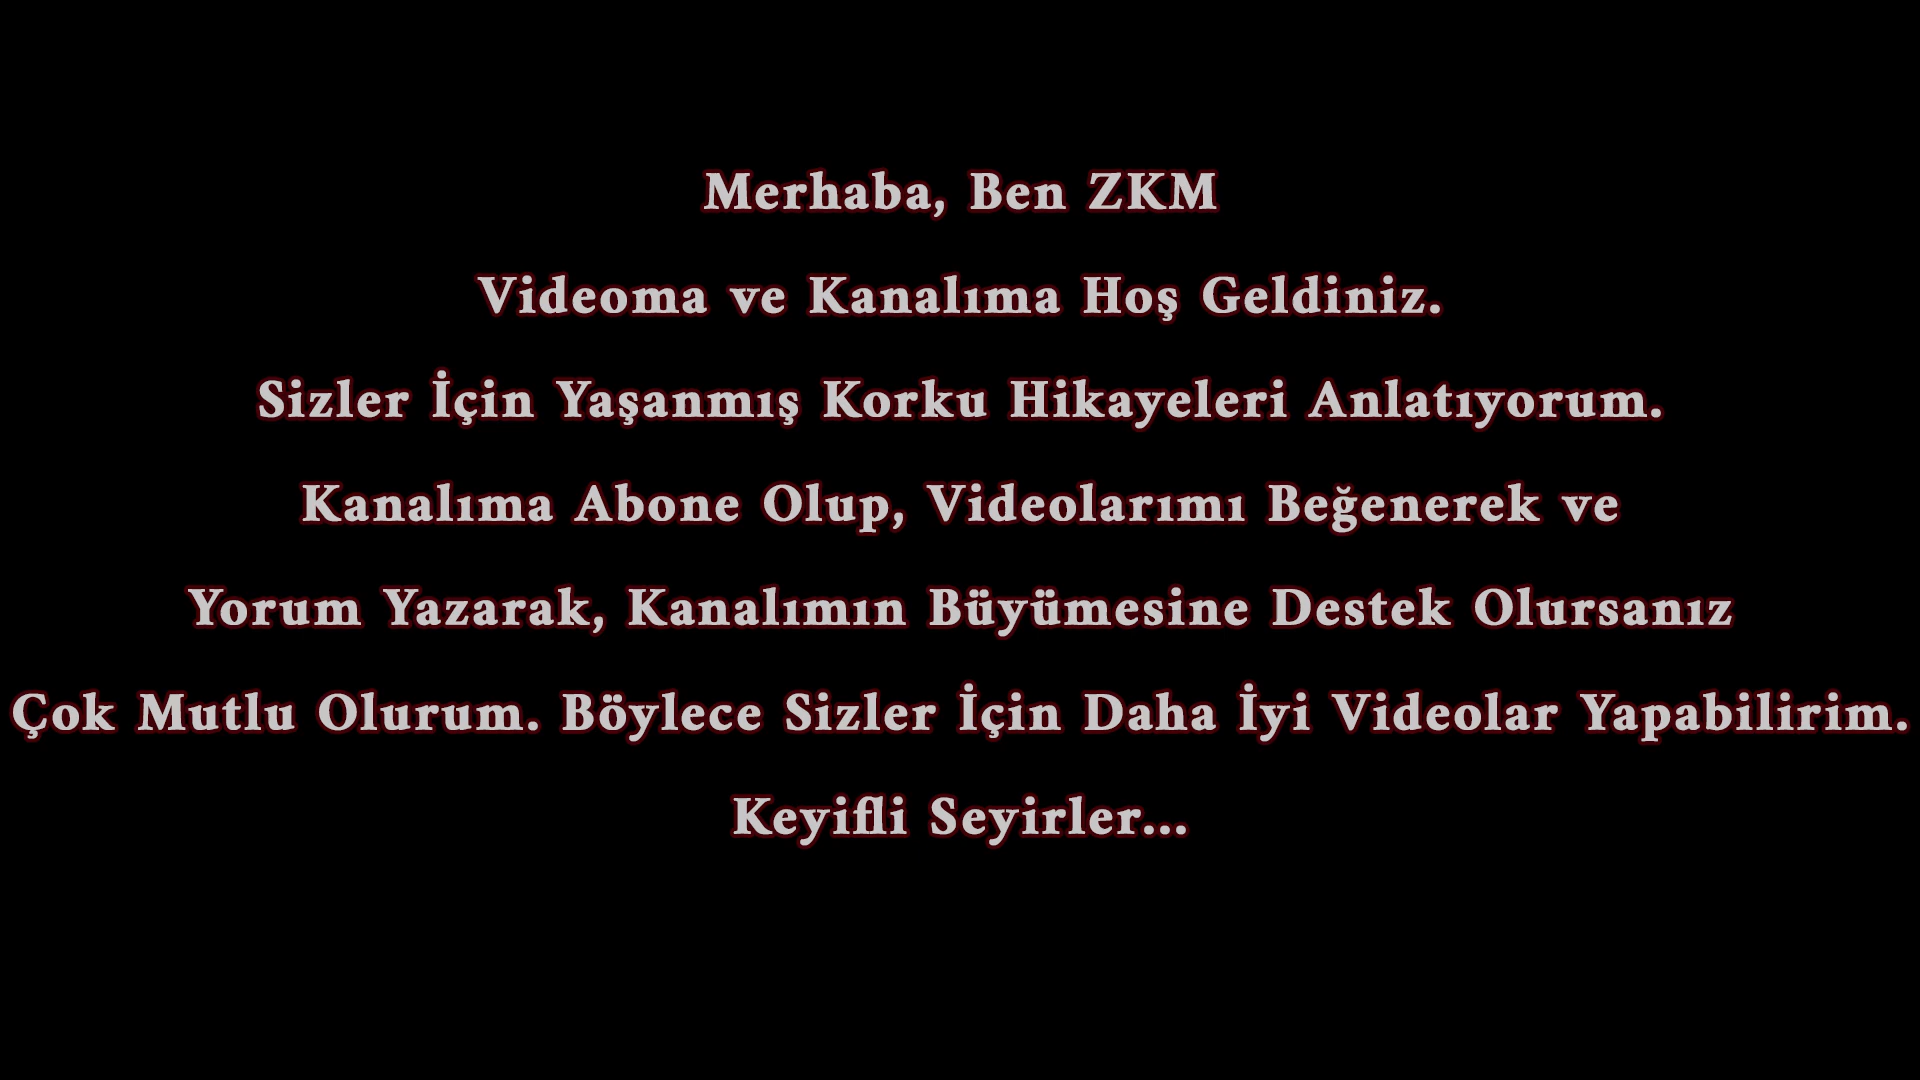 Merhaba, Ben ZKM
Videoma ve Kanalıma Hoş Geldiniz.
Sizler İçin Yaşanmış Korku Hikayeleri Anlatıyorum.
Kanalıma Abone Olup, Videolarımı Beğenerek ve
Yorum Yazarak, Kanalımın Büyümesine Destek Olursanız
Çok Mutlu Olurum. Böylece Sizler İçin Daha İyi Videolar Yapabilirim.
Keyifli Seyirler...